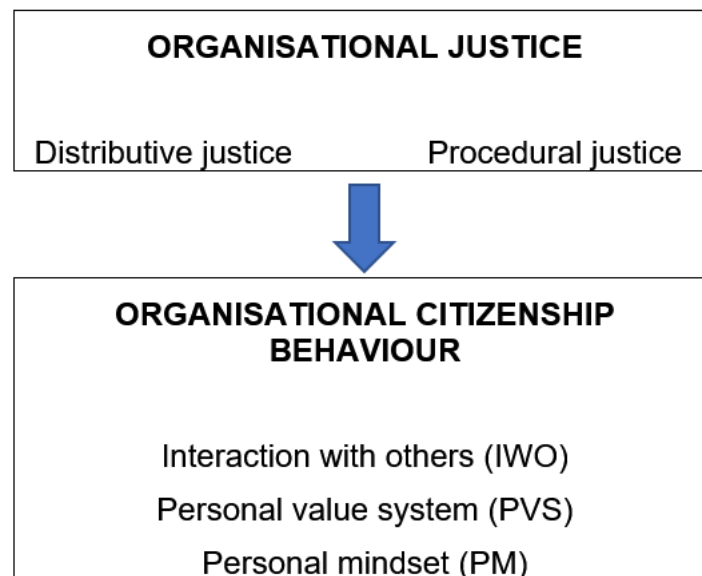 ORGANISATIONAL JUSTICE
Distributive justice Procedural justice
ORGANISATIONAL CITIZENSHIP
BEHAVIOUR
Interaction with others (IWO)
Personal value system (PVS)
Personal mindset (PM)